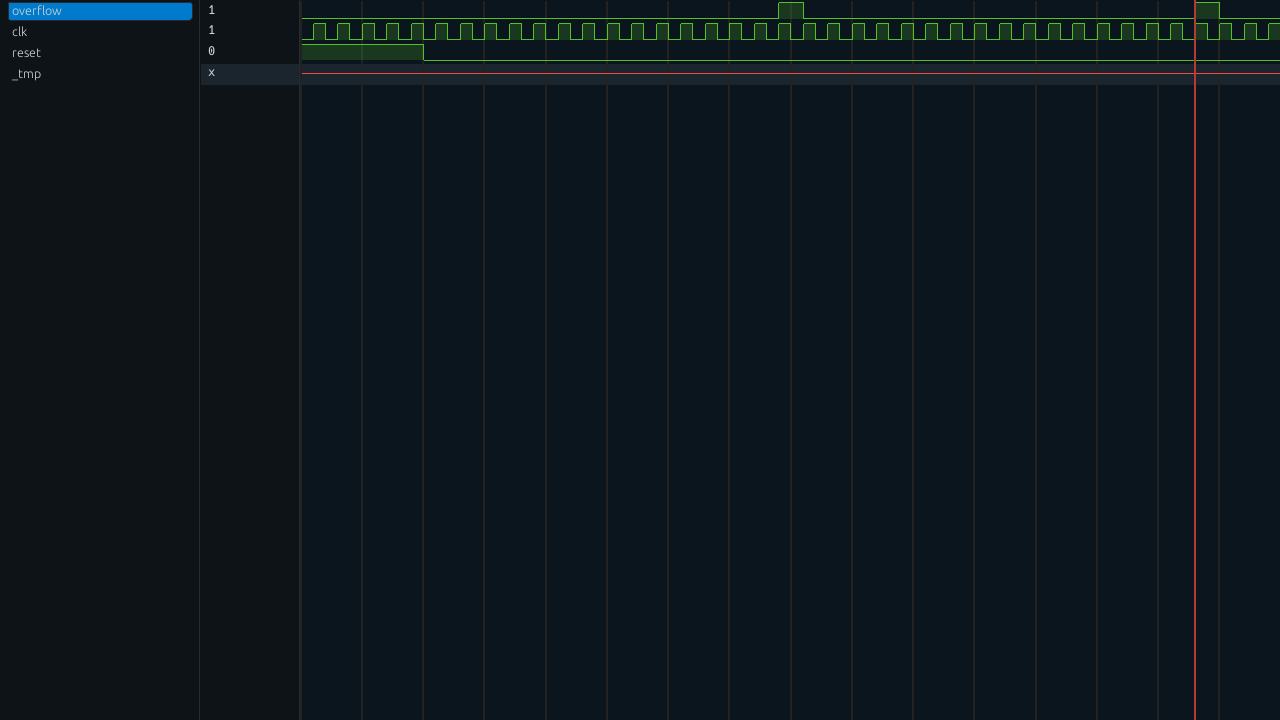 overflow 1
clk 1
reset 0
_tmp x